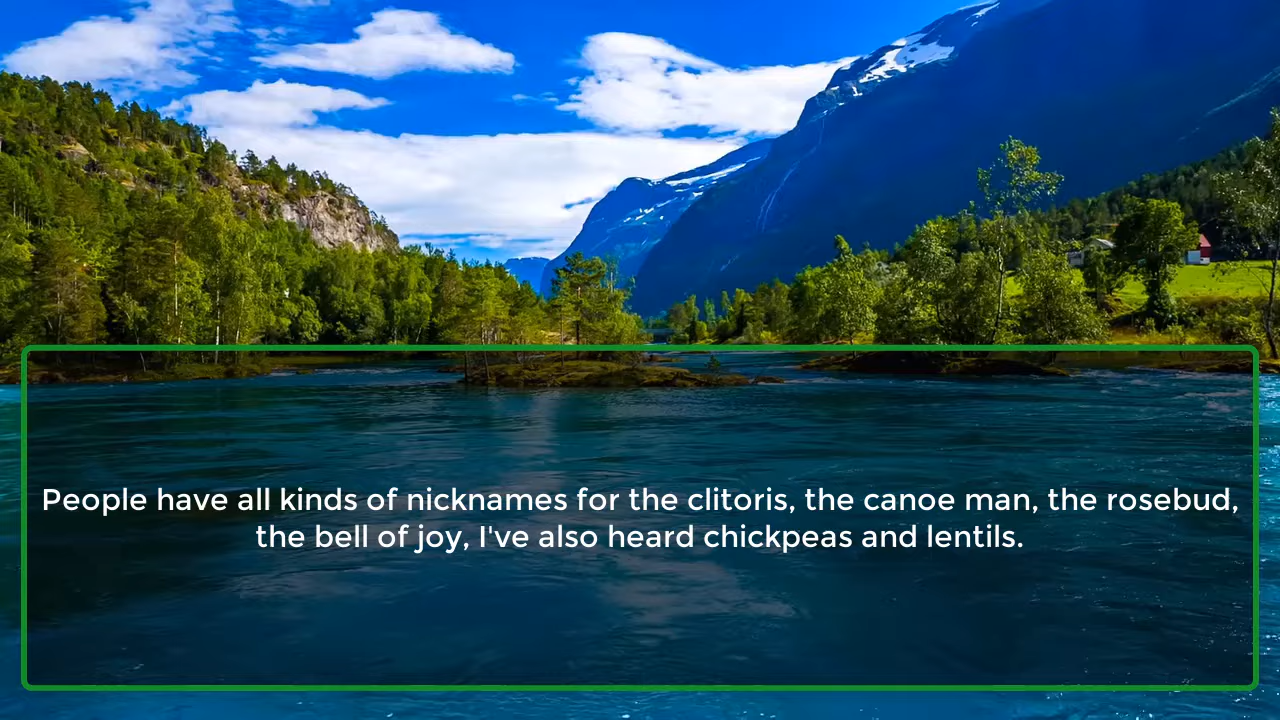 People have all kinds of nicknames for the clitoris, the canoe man, the rosebud,
the bell of joy, I've also heard chickpeas and lentils.